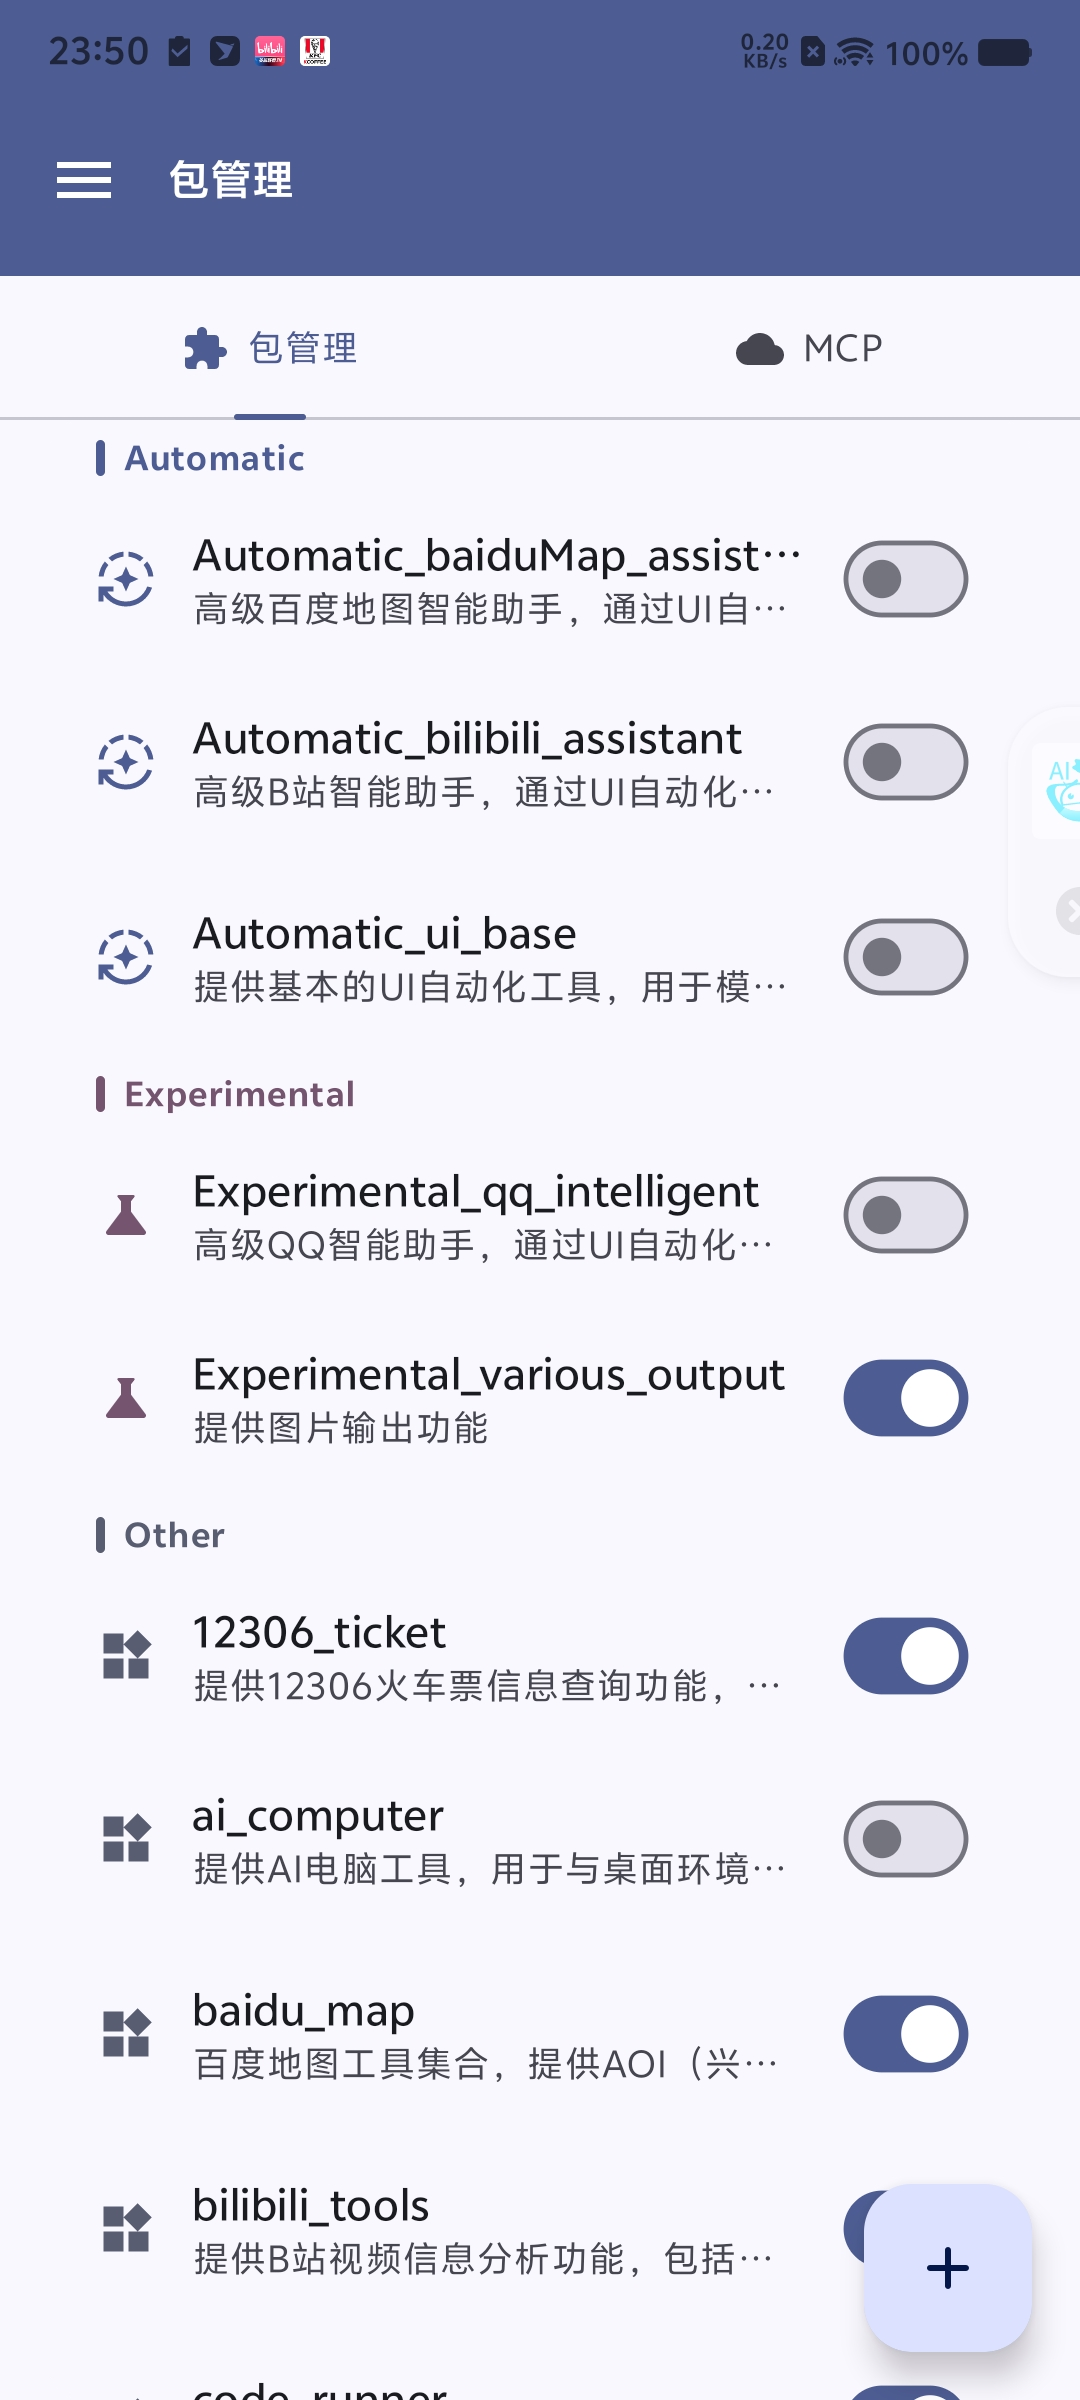 23:50
0.20
KB/s
100%
包管理
包管理
MCP
Automatic
Automatic_baiduMap_assist···
高级百度地图智能助手，通过UI自···
Automatic_bilibili_assistant
高级B站智能助手，通过UI自动化···
Automatic_ui_base
提供基本的UI自动化工具，用于模···
AI
Experimental
Experimental_qq_intelligent
高级QQ智能助手，通过UI自动化···
Experimental_various_output
提供图片输出功能
Other
12306_ticket
提供12306火车票信息查询功能，···
ai_computer
提供AI电脑工具，用于与桌面环境···
baidu_map
百度地图工具集合，提供AOI（兴···
bilibili_tools
提供B站视频信息分析功能，包括···
code_runner